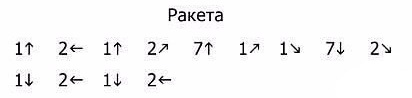 Ракета
1↑ 2← 1↑ 2↗ 7↑ 1↗ 1↘ 7↓ 2↘
1↓ 2← 1↓ 2←